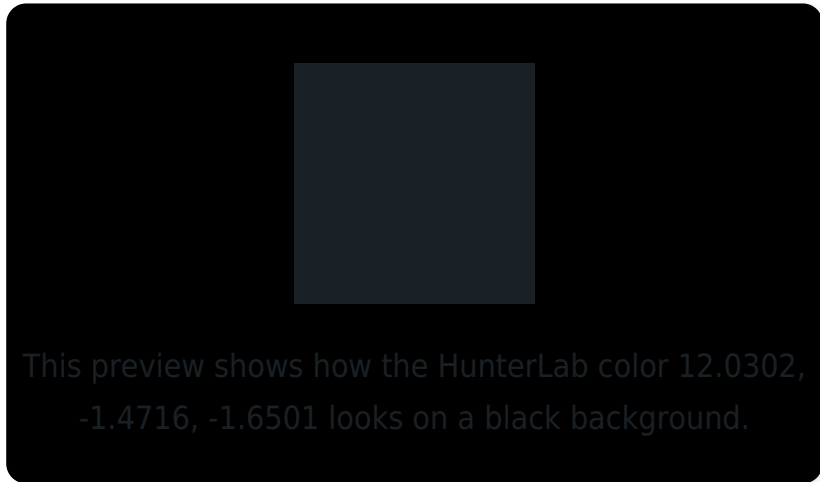 This preview shows how the HunterLab color 12.0302,
-1.4716, -1.6501 looks on a black background.